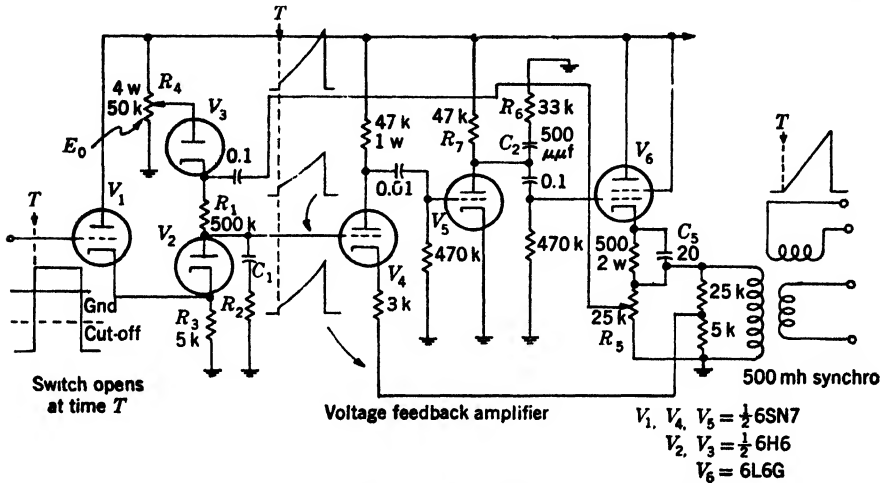 T
4 w
50 k
R₄
E₀
V₃
0.1
V₁
T
Gnd
Cut-off
Switch opens
at time T
V₂
R₁
500 k
C₁
R₂
R₃
5 k
47 k
1 w
0.01
V₄
3 k
470 k
47 k
R₇
V₅
R₆
33 k
C₂
500
μμf
0.1
470 k
V₆
500
2 w
C₅
20
25 k
R₅
25 k
5 k
T
500 mh synchro
Voltage feedback amplifier
V₁, V₄, V₅ = ½ 6SN7
V₂, V₃ = ½ 6H6
V₆ = 6L6G